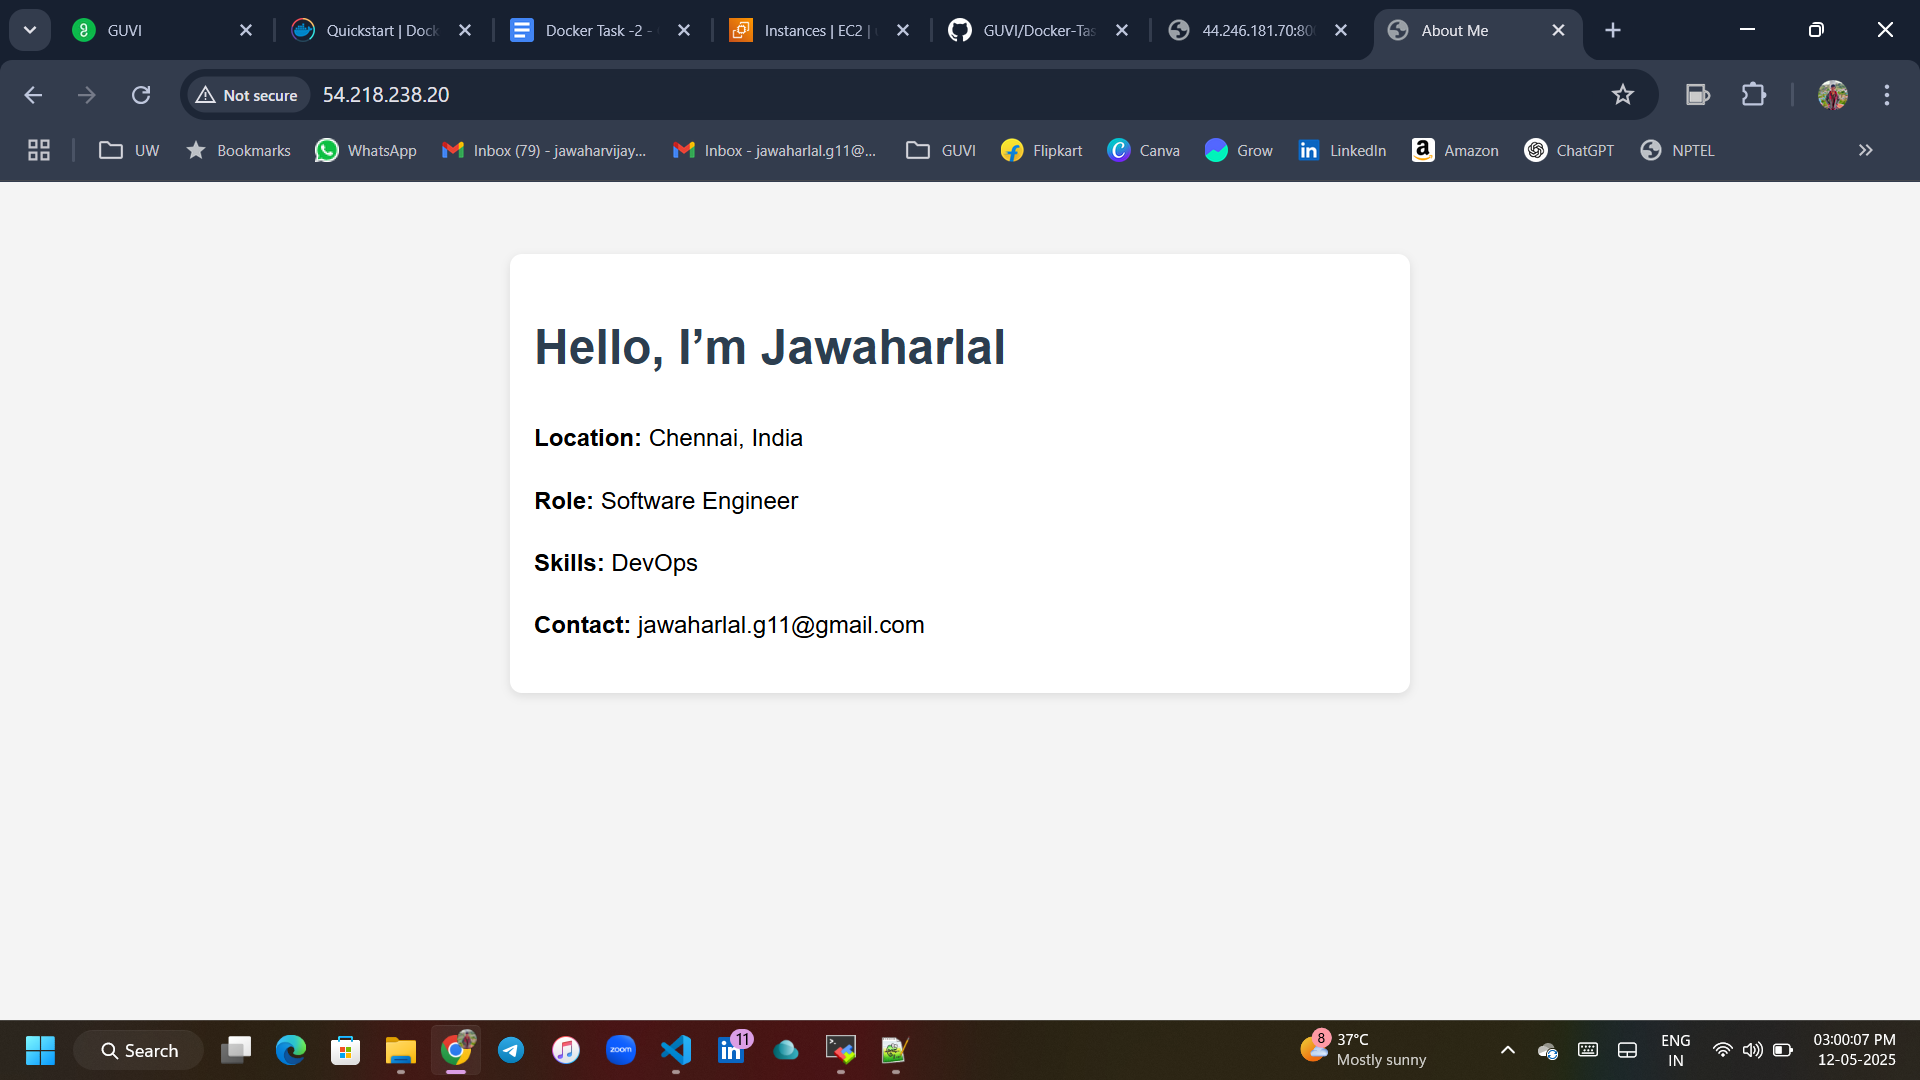 GUVI
Quickstart | Dock
Docker Task -2 -
Instances | EC2 |
GUVI/Docker-Tas
44.246.181.70:80
About Me
Not secure
54.218.238.20
UW
Bookmarks
WhatsApp
Inbox (79) - jawaharvijay...
Inbox - jawaharlal.g11@...
GUVI
Flipkart
Canva
Grow
LinkedIn
Amazon
ChatGPT
NPTEL
Hello, I’m Jawaharlal
Location: Chennai, India
Role: Software Engineer
Skills: DevOps
Contact: jawaharlal.g11@gmail.com
Search
zoom
11
8
37°C
Mostly sunny
ENG
IN
03:00:07 PM
12-05-2025